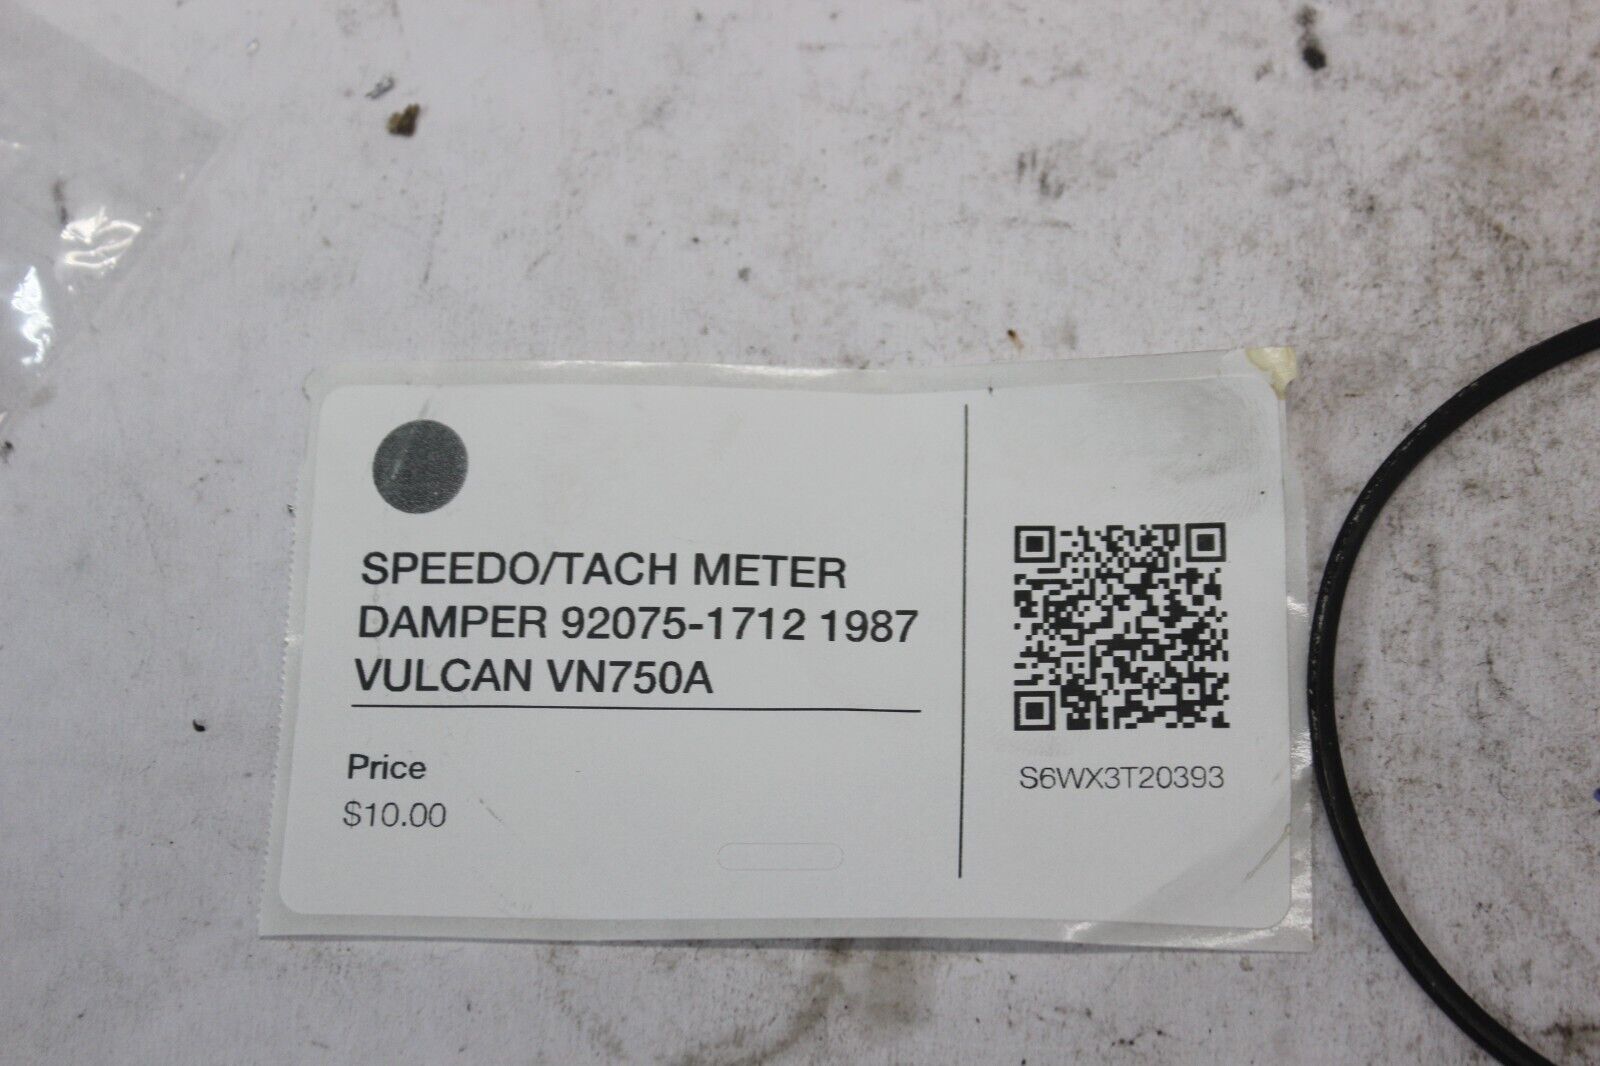 SPEEDO/TACH METER
DAMPER 92075-1712 1987
VULCAN VN750A
Price
$10.00
S6WX3T20393